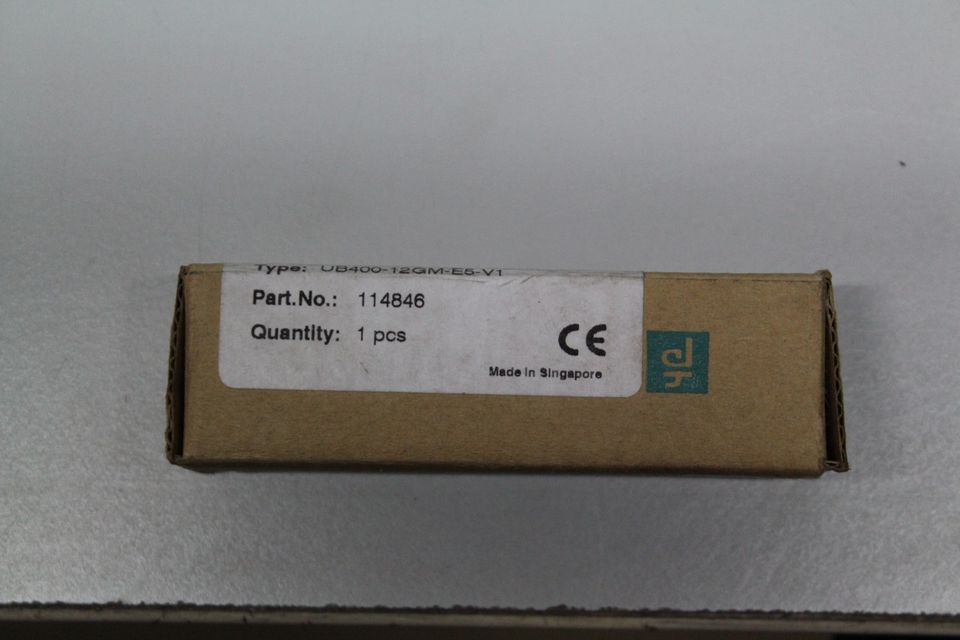 Type: UB400-12GM-E5-V1
Part.No.: 114846
Quantity: 1 pcs
CE
Made in Singapore